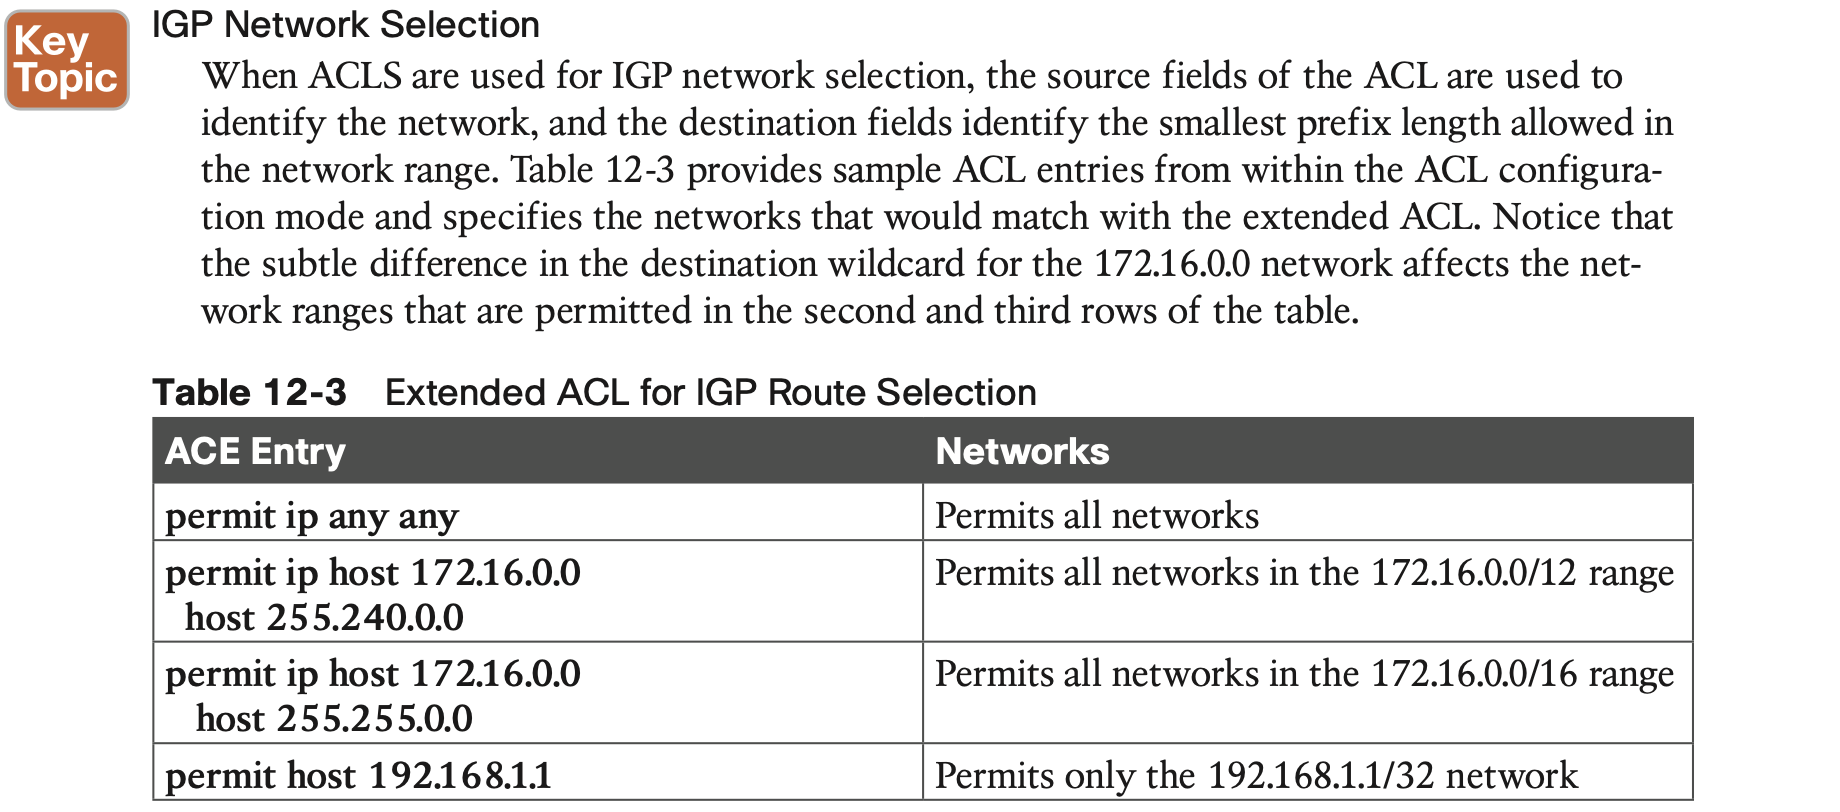 Key
Topic
IGP Network Selection
When ACLS are used for IGP network selection, the source fields of the ACL are used to
identify the network, and the destination fields identify the smallest prefix length allowed in
the network range. Table 12-3 provides sample ACL entries from within the ACL configura-
tion mode and specifies the networks that would match with the extended ACL. Notice that
the subtle difference in the destination wildcard for the 172.16.0.0 network affects the net-
work ranges that are permitted in the second and third rows of the table.
Table 12-3 Extended ACL for IGP Route Selection
ACE Entry Networks
permit ip any any Permits all networks
permit ip host 172.16.0.0 Permits all networks in the 172.16.0.0/12 range
host 255.240.0.0
permit ip host 172.16.0.0 Permits all networks in the 172.16.0.0/16 range
host 255.255.0.0
permit host 192.168.1.1 Permits only the 192.168.1.1/32 network